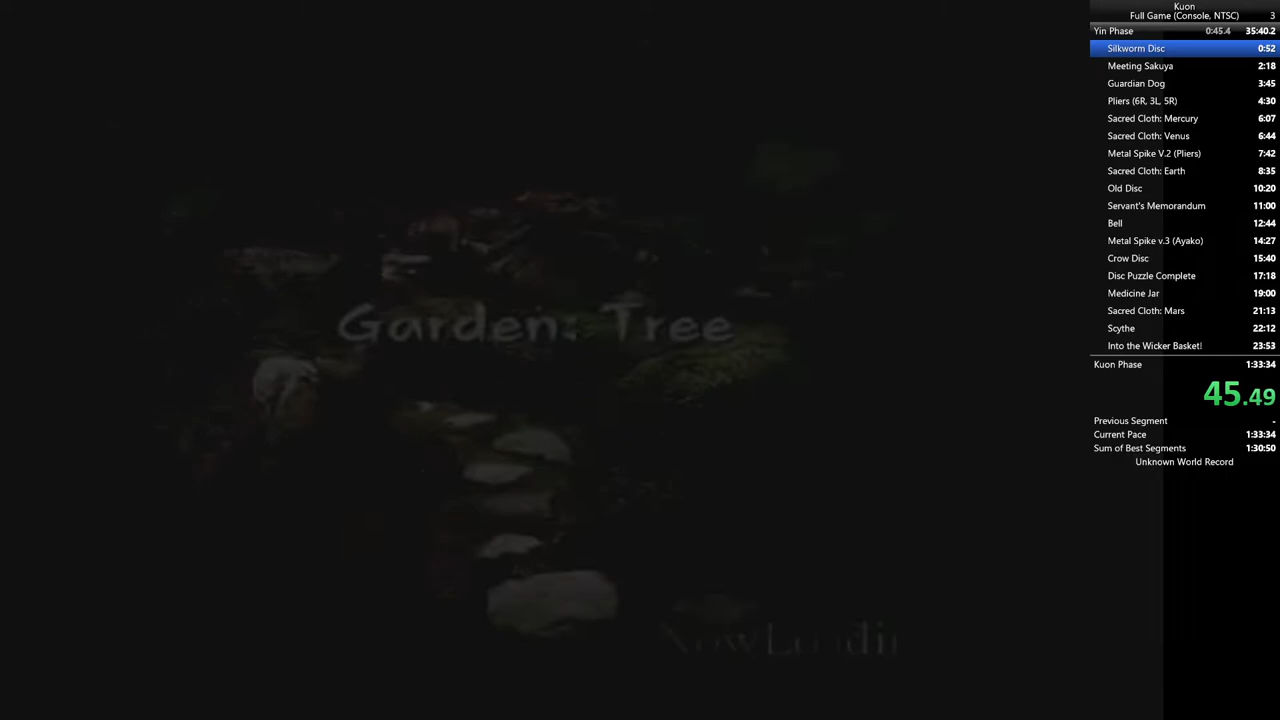 Kuon
Full Game (Console, NTSC) 3
Yin Phase 0:45.4 35:40.2
Silkworm Disc 0:52
Meeting Sakuya 2:18
Guardian Dog 3:45
Pliers (6R, 3L, 5R) 4:30
Sacred Cloth: Mercury 6:07
Sacred Cloth: Venus 6:44
Metal Spike V.2 (Pliers) 7:42
Sacred Cloth: Earth 8:35
Old Disc 10:20
Servant's Memorandum 11:00
Bell 12:44
Metal Spike v.3 (Ayako) 14:27
Crow Disc 15:40
Disc Puzzle Complete 17:18
Medicine Jar 19:00
Sacred Cloth: Mars 21:13
Scythe 22:12
Into the Wicker Basket! 23:53
Kuon Phase 1:33:34
45.49
Previous Segment -
Current Pace 1:33:34
Sum of Best Segments 1:30:50
Unknown World Record
Garden: Tree
Now